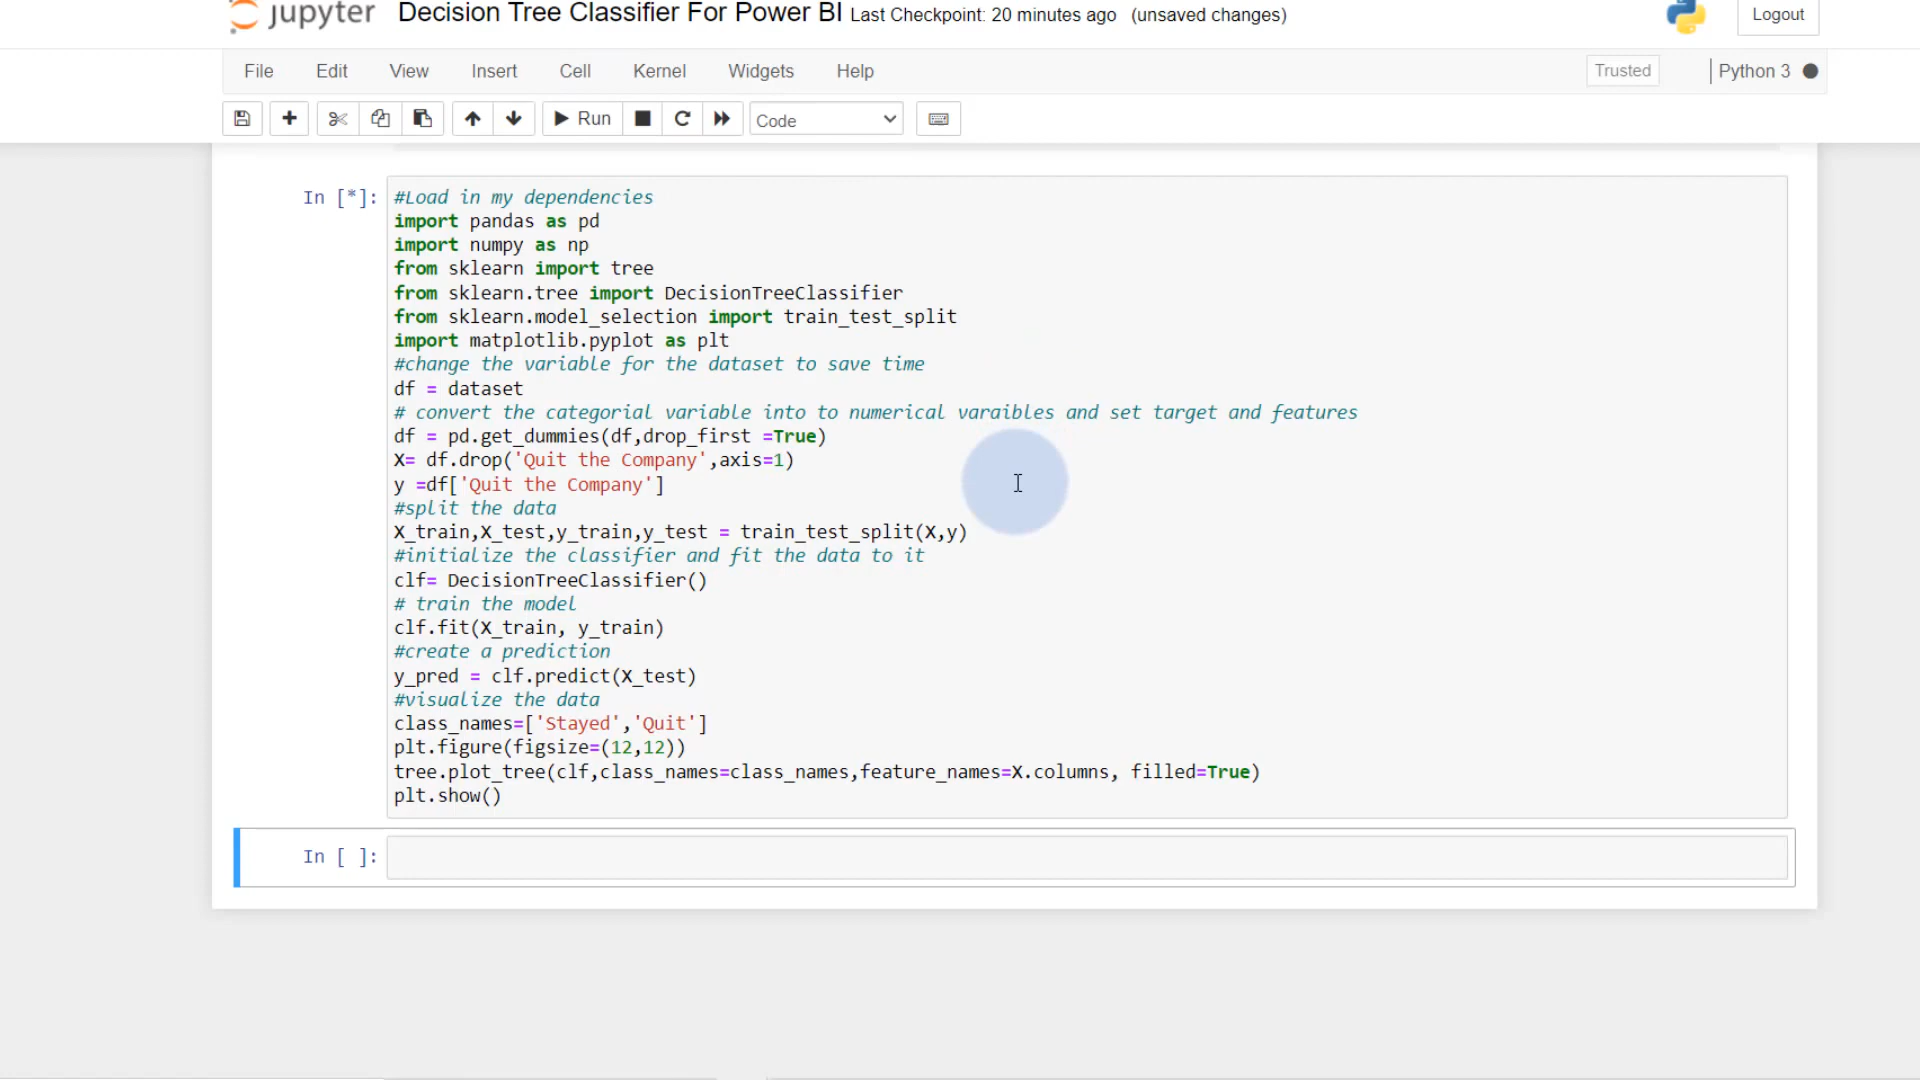 jupyter Decision Tree Classifier For Power BI Last Checkpoint: 20 minutes ago (unsaved changes) Logout
File Edit View Insert Cell Kernel Widgets Help Trusted Python 3
Run Code
In [*]: #Load in my dependencies
import pandas as pd
import numpy as np
from sklearn import tree
from sklearn.tree import DecisionTreeClassifier
from sklearn.model_selection import train_test_split
import matplotlib.pyplot as plt
#change the variable for the dataset to save time
df = dataset
# convert the categorial variable into to numerical varaibles and set target and features
df = pd.get_dummies(df,drop_first =True)
X= df.drop('Quit the Company',axis=1)
y =df['Quit the Company']
#split the data
X_train,X_test,y_train,y_test = train_test_split(X,y)
#initialize the classifier and fit the data to it
clf= DecisionTreeClassifier()
# train the model
clf.fit(X_train, y_train)
#create a prediction
y_pred = clf.predict(X_test)
#visualize the data
class_names=['Stayed','Quit']
plt.figure(figsize=(12,12))
tree.plot_tree(clf,class_names=class_names,feature_names=X.columns, filled=True)
plt.show()
In [ ]: